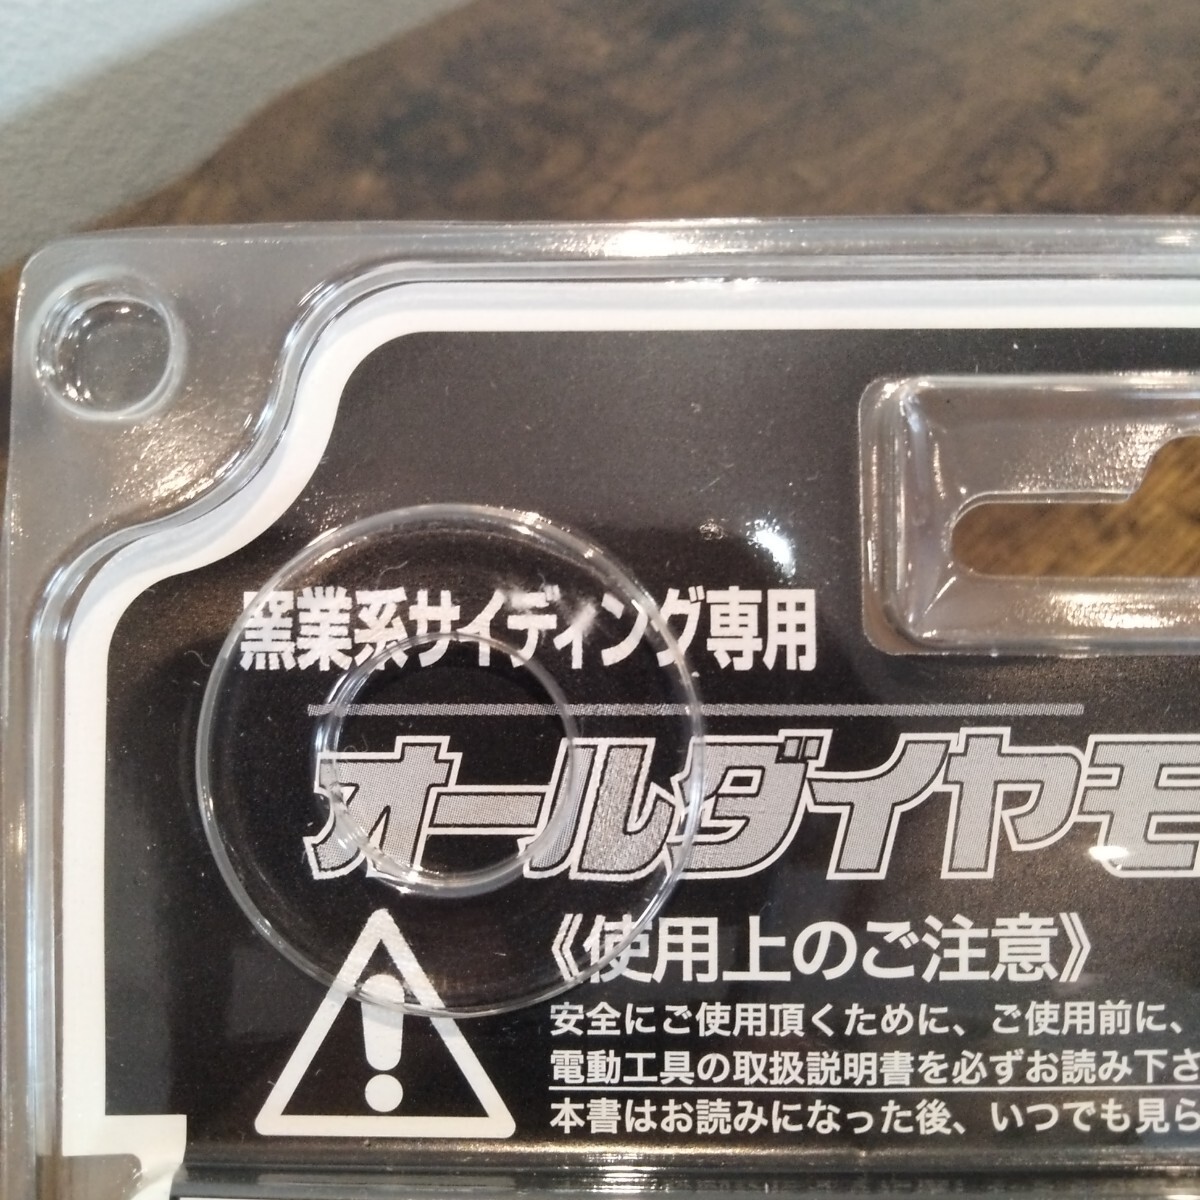 窯業系サイディング専用
オールダイヤモ
《使用上のご注意》
安全にご使用頂くために、ご使用前に、
電動工具の取扱説明書を必ずお読み下さ
本書はお読みになった後、いつでも見ら